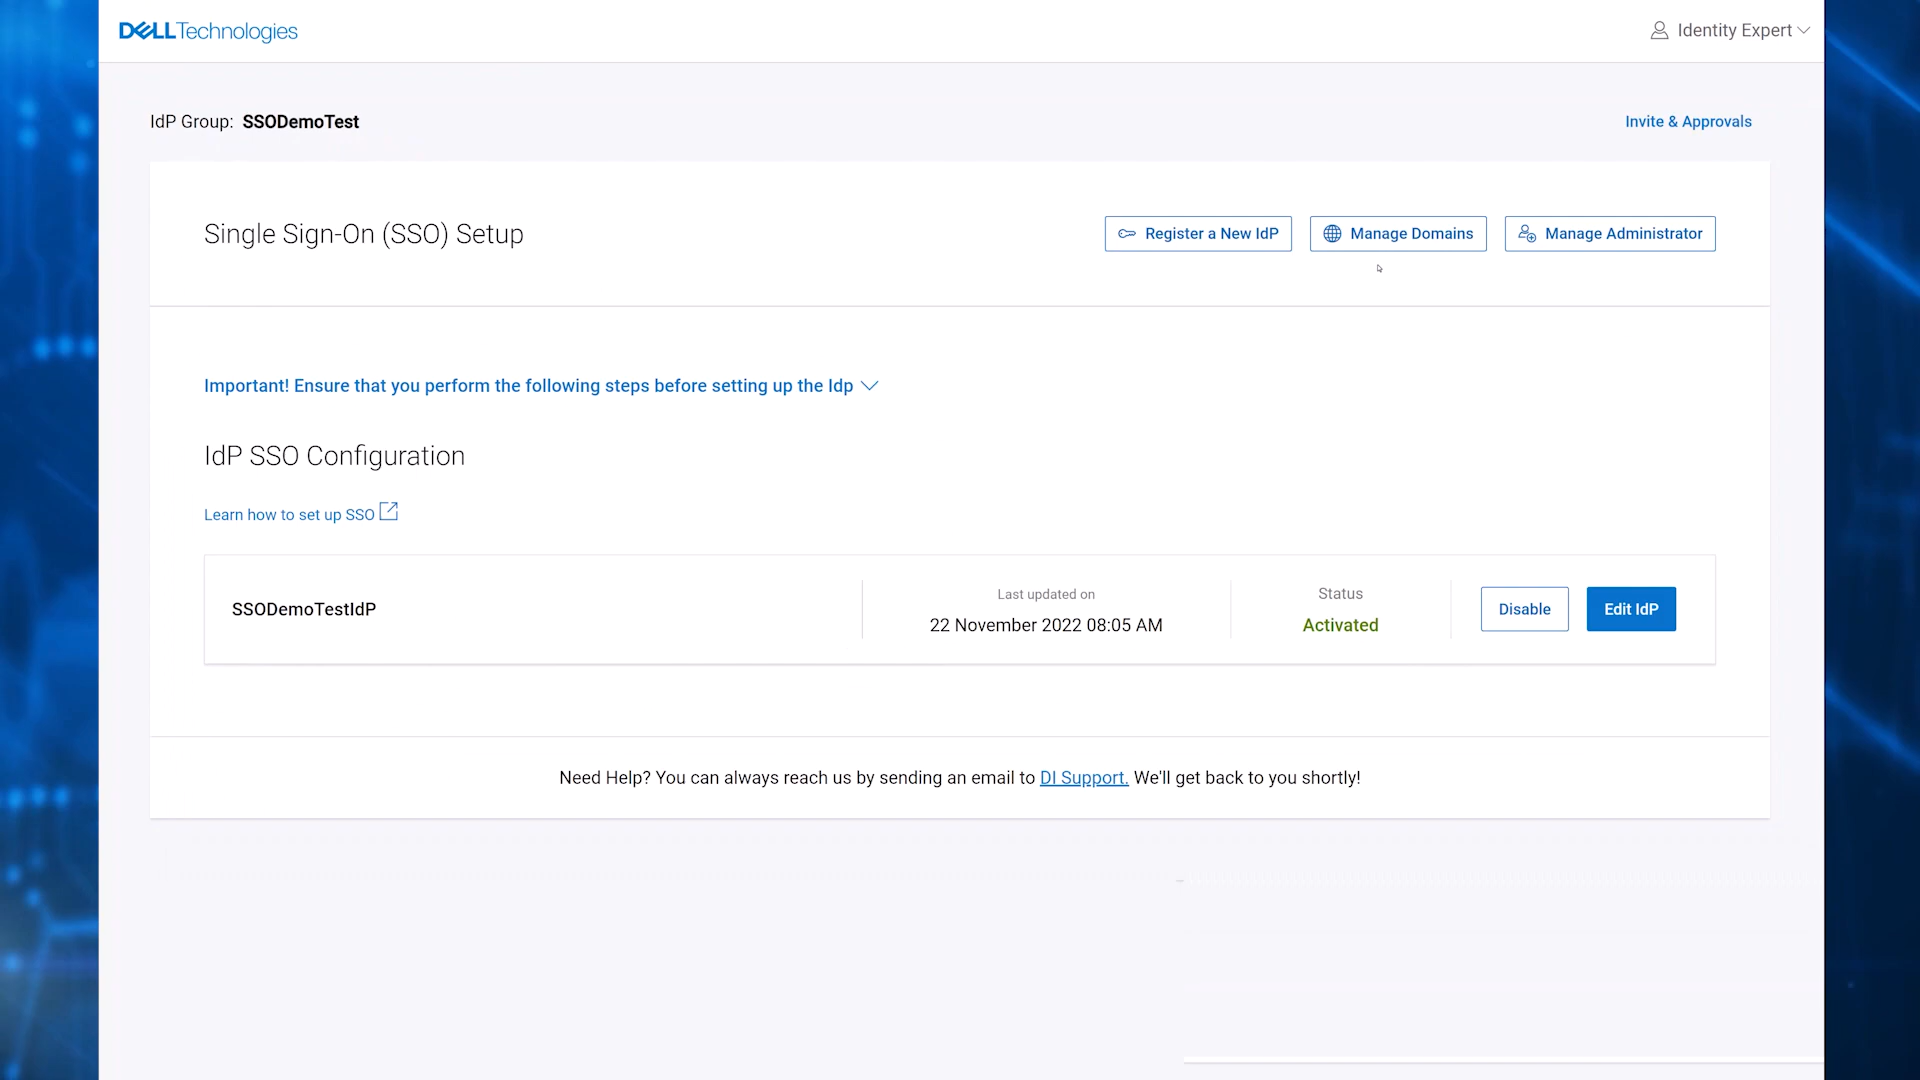 DELLTechnologies
Identity Expert
IdP Group: SSODemoTest
Invite & Approvals
Single Sign-On (SSO) Setup
Register a New IdP
Manage Domains
Manage Administrator
Important! Ensure that you perform the following steps before setting up the Idp
IdP SSO Configuration
Learn how to set up SSO
SSODemoTestIdP
Last updated on
22 November 2022 08:05 AM
Status
Activated
Disable
Edit IdP
Need Help? You can always reach us by sending an email to DI Support. We'll get back to you shortly!